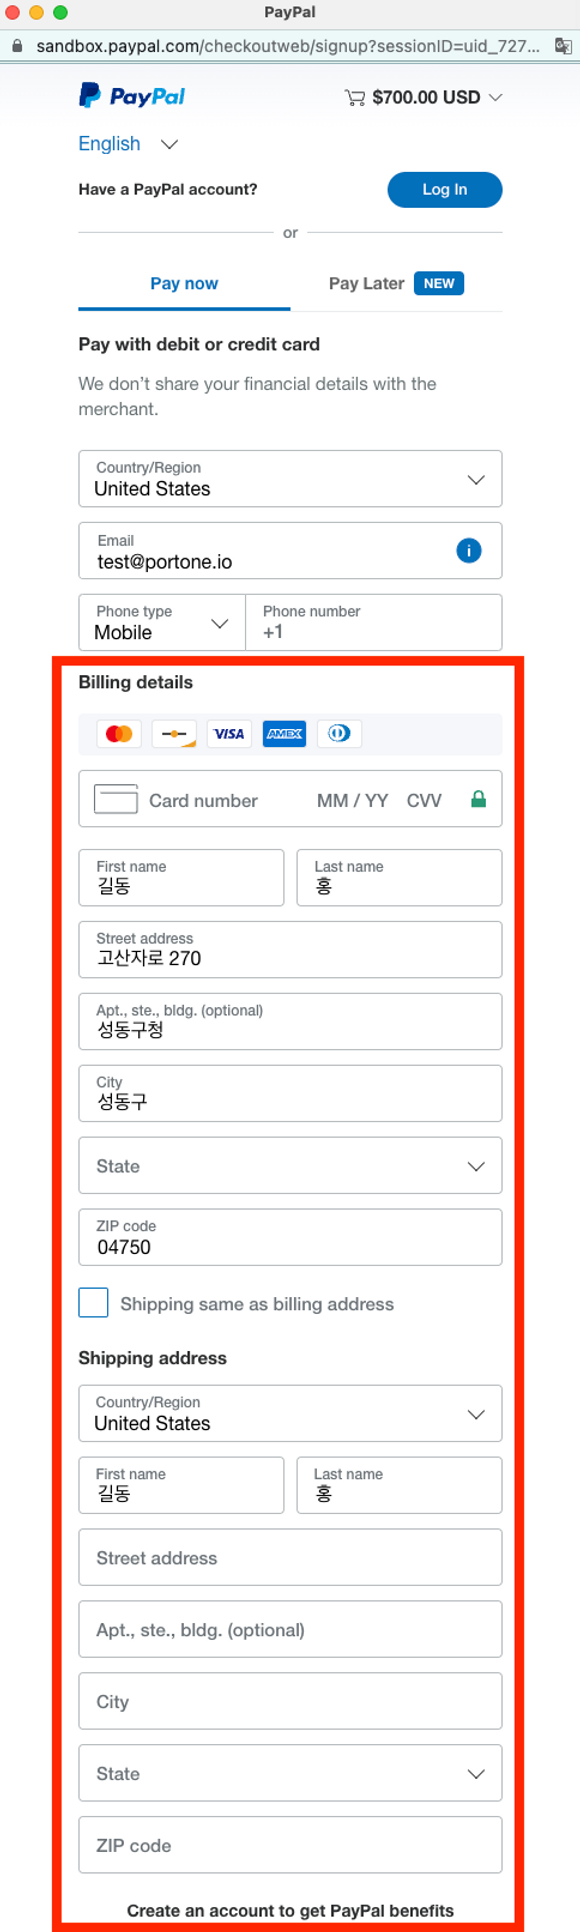 PayPal
sandbox.paypal.com/checkoutweb/signup?sessionID=uid_727...
PayPal
$700.00 USD
English
Have a PayPal account?
Log In
or
Pay now
Pay Later NEW
Pay with debit or credit card
We don't share your financial details with the
merchant.
Country/Region
United States
Email
test@portone.io
i
Phone type
Mobile
Phone number
+1
Billing details
VISA
AMEX
Card number MM / YY CVV
First name
길동
Last name
홍
Street address
고산자로 270
Apt., ste., bldg. (optional)
성동구청
City
성동구
State
ZIP code
04750
Shipping same as billing address
Shipping address
Country/Region
United States
First name
길동
Last name
홍
Street address
Apt., ste., bldg. (optional)
City
State
ZIP code
Create an account to get PayPal benefits